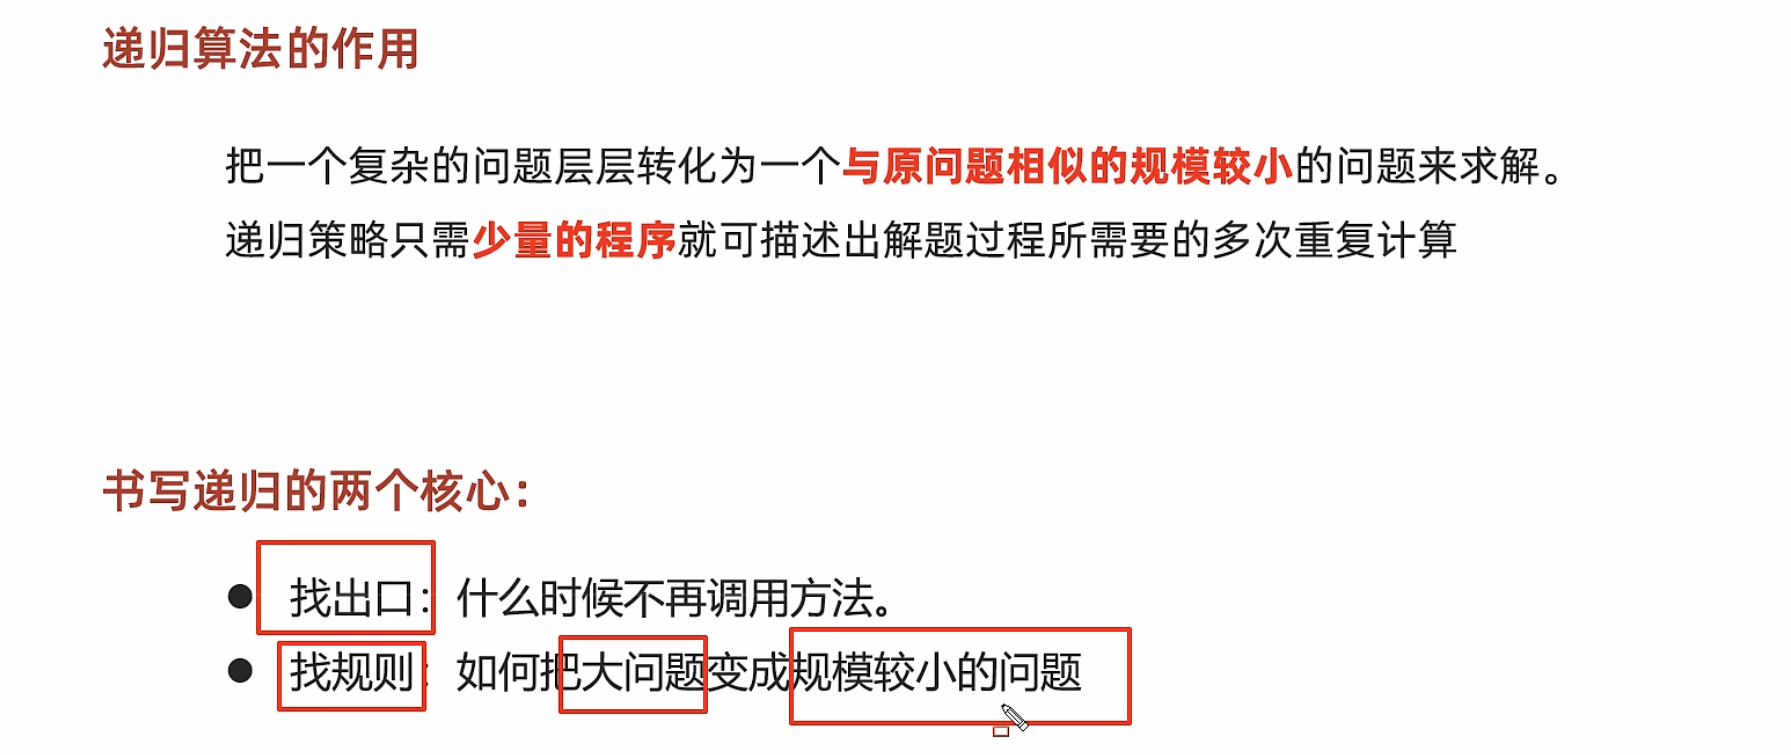 递归算法的作用
把一个复杂的问题层层转化为一个与原问题相似的规模较小的问题来求解。
递归策略只需少量的程序就可描述出解题过程所需要的多次重复计算
书写递归的两个核心：
● 找出口：什么时候不再调用方法。
● 找规则：如何把大问题变成规模较小的问题